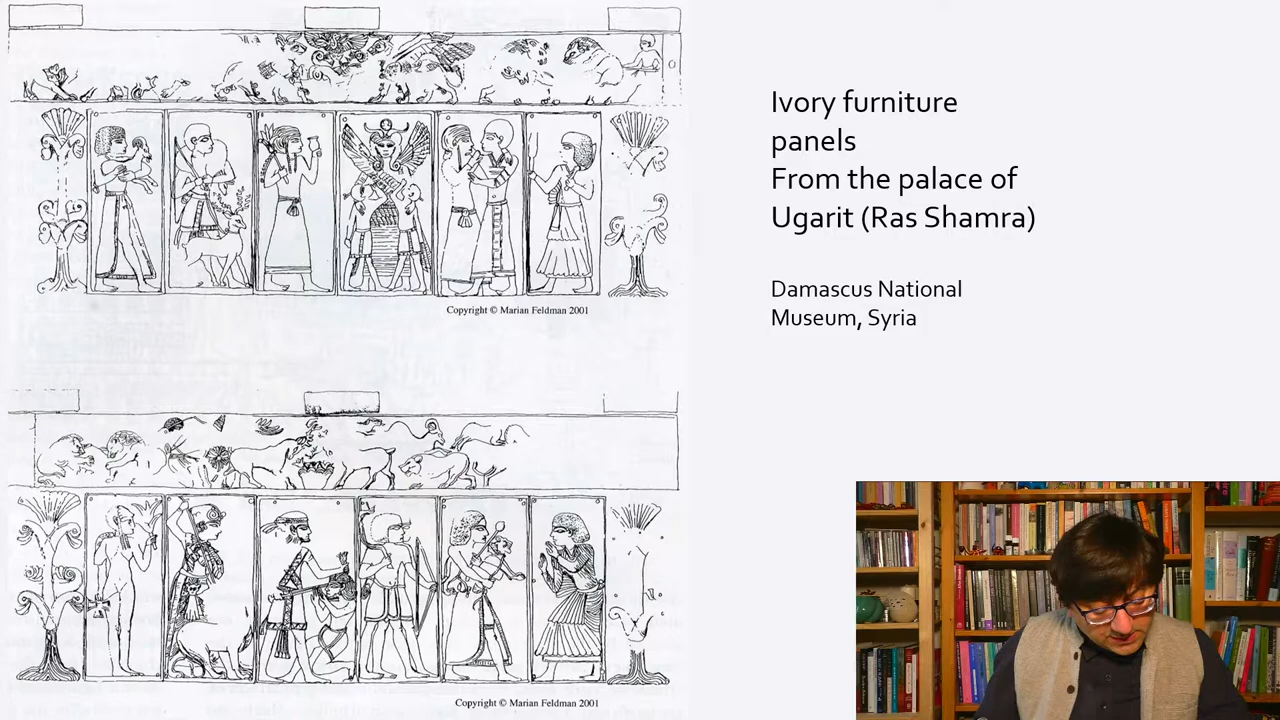 Ivory furniture
panels
From the palace of
Ugarit (Ras Shamra)
Damascus National
Museum, Syria
Copyright © Marian Feldman 2001
Copyright © Marian Feldman 2001